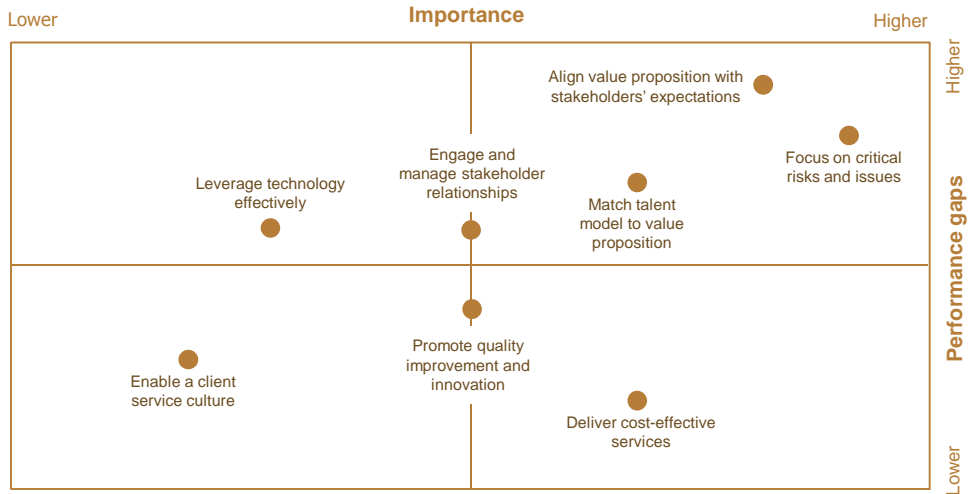 Lower
Importance
Higher
Higher
Align value proposition with
stakeholders’ expectations
Focus on critical
risks and issues
Engage and
manage stakeholder
relationships
Leverage technology
effectively
Match talent
model to value
proposition
Performance gaps
Promote quality
improvement and
innovation
Enable a client
service culture
Deliver cost-effective
services
Lower